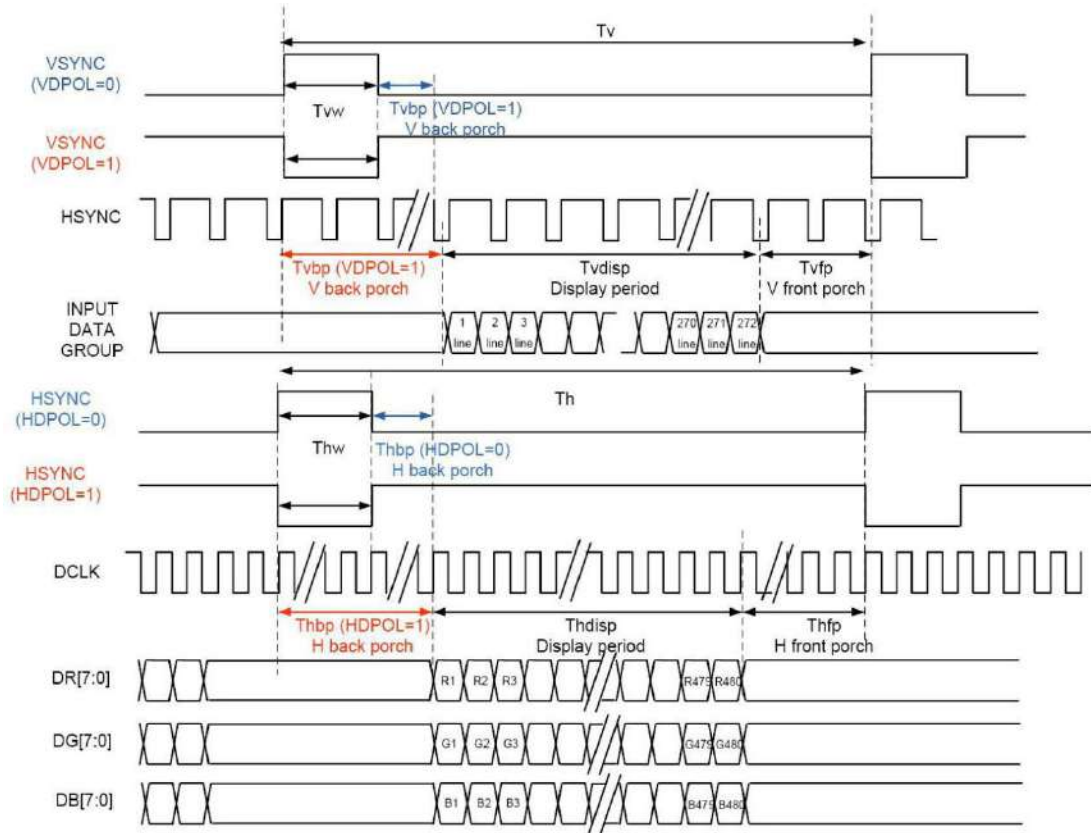 Tv
VSYNC
(VDPOL=0)
Tvw
Tvbp (VDPOL=1)
V back porch
VSYNC
(VDPOL=1)
HSYNC
Tvbp (VDPOL=1)
V back porch
Tvdisp
Display period
Tvfp
V front porch
INPUT
DATA
GROUP
1
line
2
line
3
line
270
line
271
line
272
line
HSYNC
(HDPOL=0)
Th
Thw
Thbp (HDPOL=0)
H back porch
HSYNC
(HDPOL=1)
DCLK
Thbp (HDPOL=1)
H back porch
Thdisp
Display period
Thfp
H front porch
DR[7:0]
R1 R2 R3 R479 R480
DG[7:0]
G1 G2 G3 G479 G480
DB[7:0]
B1 B2 B3 B479 B480